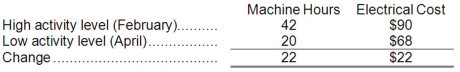 Machine Hours Electrical Cost
High activity level (February).......... 42 $90
Low activity level (April).................. 20 $68
Change........................................ 22 $22